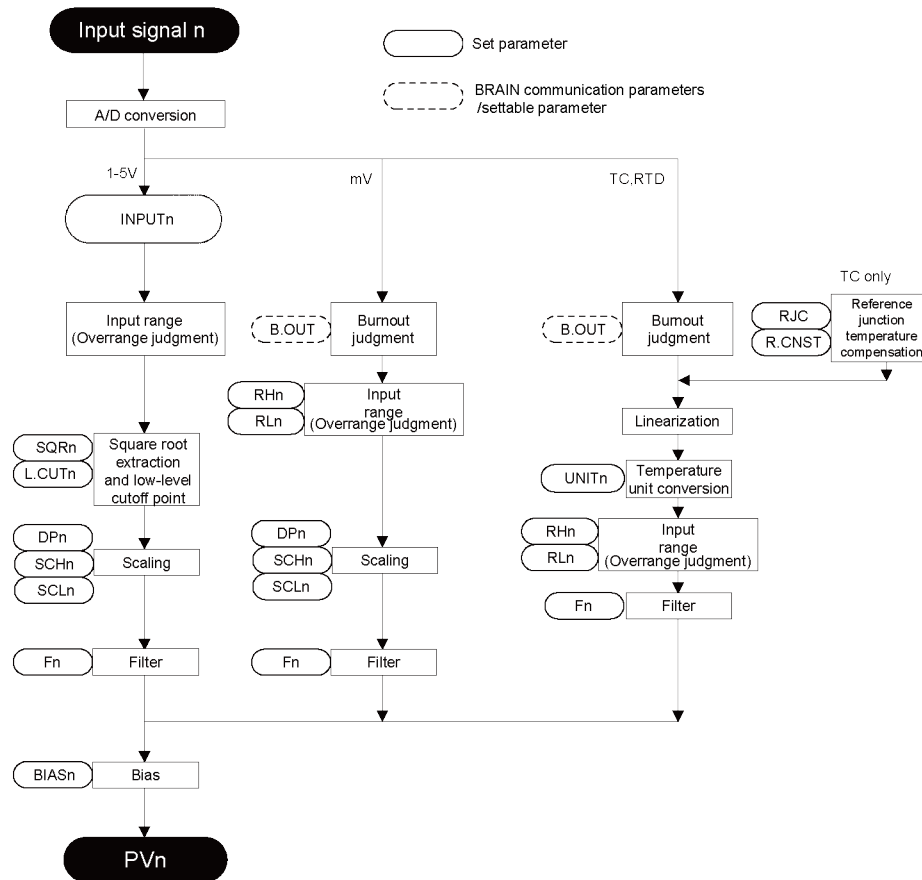 Input signal n
Set parameter
BRAIN communication parameters
/settable parameter
A/D conversion
1-5V
mV
TC,RTD
INPUTn
TC only
Input range
(Overrange judgment)
B.OUT
Burnout
judgment
B.OUT
Burnout
judgment
RJC
R.CNST
Reference
junction
temperature
compensation
RHn
RLn
Input
range
(Overrange judgment)
Linearization
SQRn
L.CUTn
Square root
extraction
and low-level
cutoff point
UNITn
Temperature
unit conversion
DPn
SCHn
SCLn
Scaling
DPn
SCHn
SCLn
Scaling
RHn
RLn
Input
range
(Overrange judgment)
Fn
Filter
Fn
Filter
Fn
Filter
BIASn
Bias
PVn